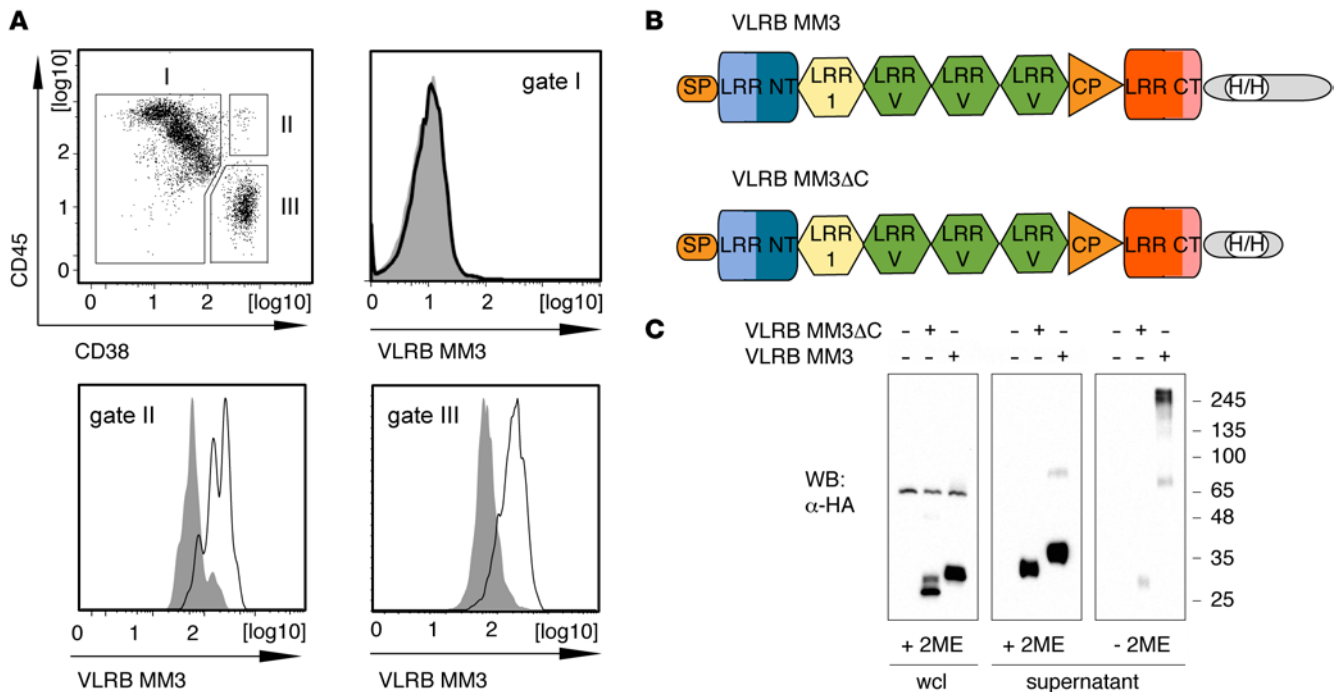 A
CD45
[log10]
2
1
0
I
II
III
0 1 2 [log10]
CD38
gate I
0 1 2 [log10]
VLRB MM3
gate II
0 1 2 [log10]
VLRB MM3
gate III
0 1 2 [log10]
VLRB MM3
B
VLRB MM3
SP LRR NT LRR 1 LRR V LRR V LRR V CP LRR CT H/H
VLRB MM3ΔC
SP LRR NT LRR 1 LRR V LRR V LRR V CP LRR CT H/H
C
VLRB MM3ΔC - + - - + - - + -
VLRB MM3 - - + - - + - - +
WB:
α-HA
- 245
- 135
- 100
- 65
- 48
- 35
- 25
+ 2ME + 2ME - 2ME
wcl supernatant